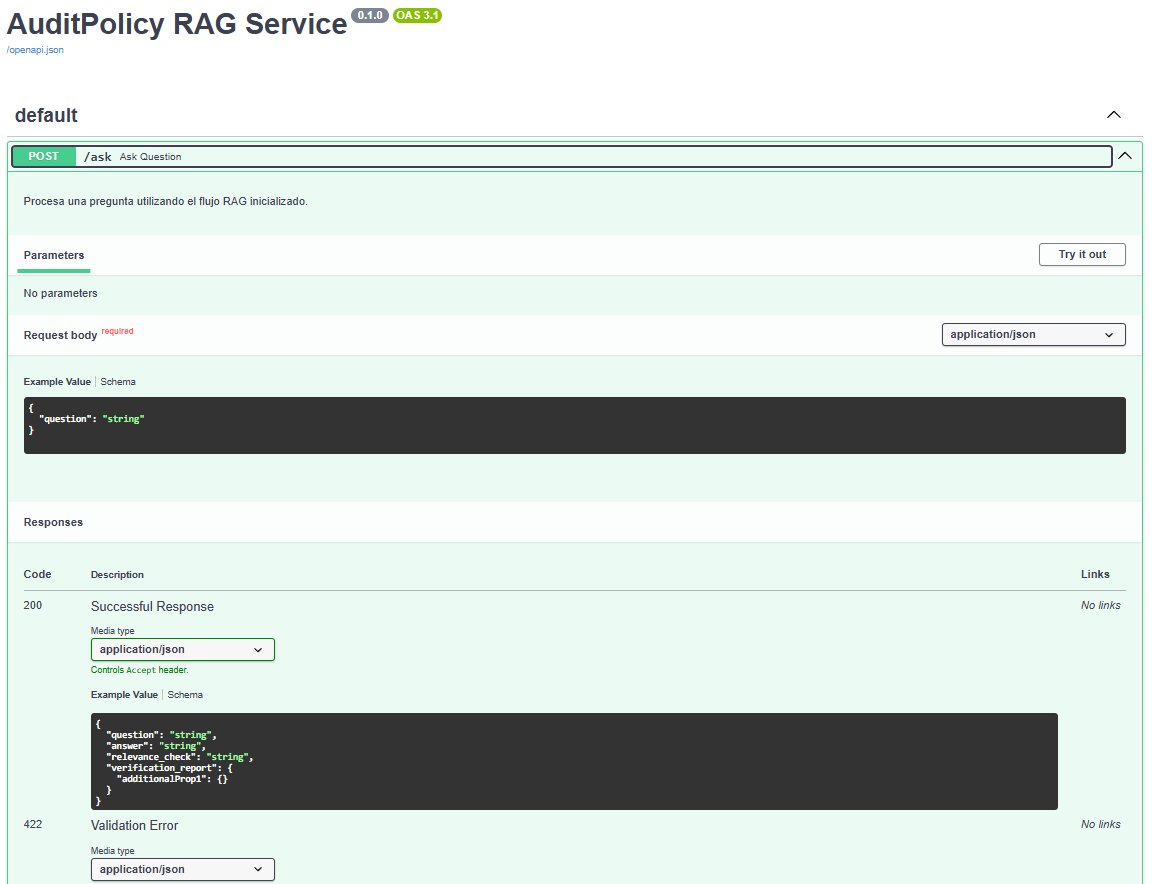 AuditPolicy RAG Service 0.1.0 OAS 3.1
/openapi.json
default
POST /ask Ask Question
Procesa una pregunta utilizando el flujo RAG inicializado.
Parameters Try it out
No parameters
Request body required application/json
Example Value Schema
{
  "question": "string"
}
Responses
Code Description Links
200 Successful Response No links
Media type
application/json
Controls Accept header.
Example Value Schema
{
  "question": "string",
  "answer": "string",
  "relevance_check": "string",
  "verification_report": {
    "additionalProp1": {}
  }
}
422 Validation Error No links
Media type
application/json